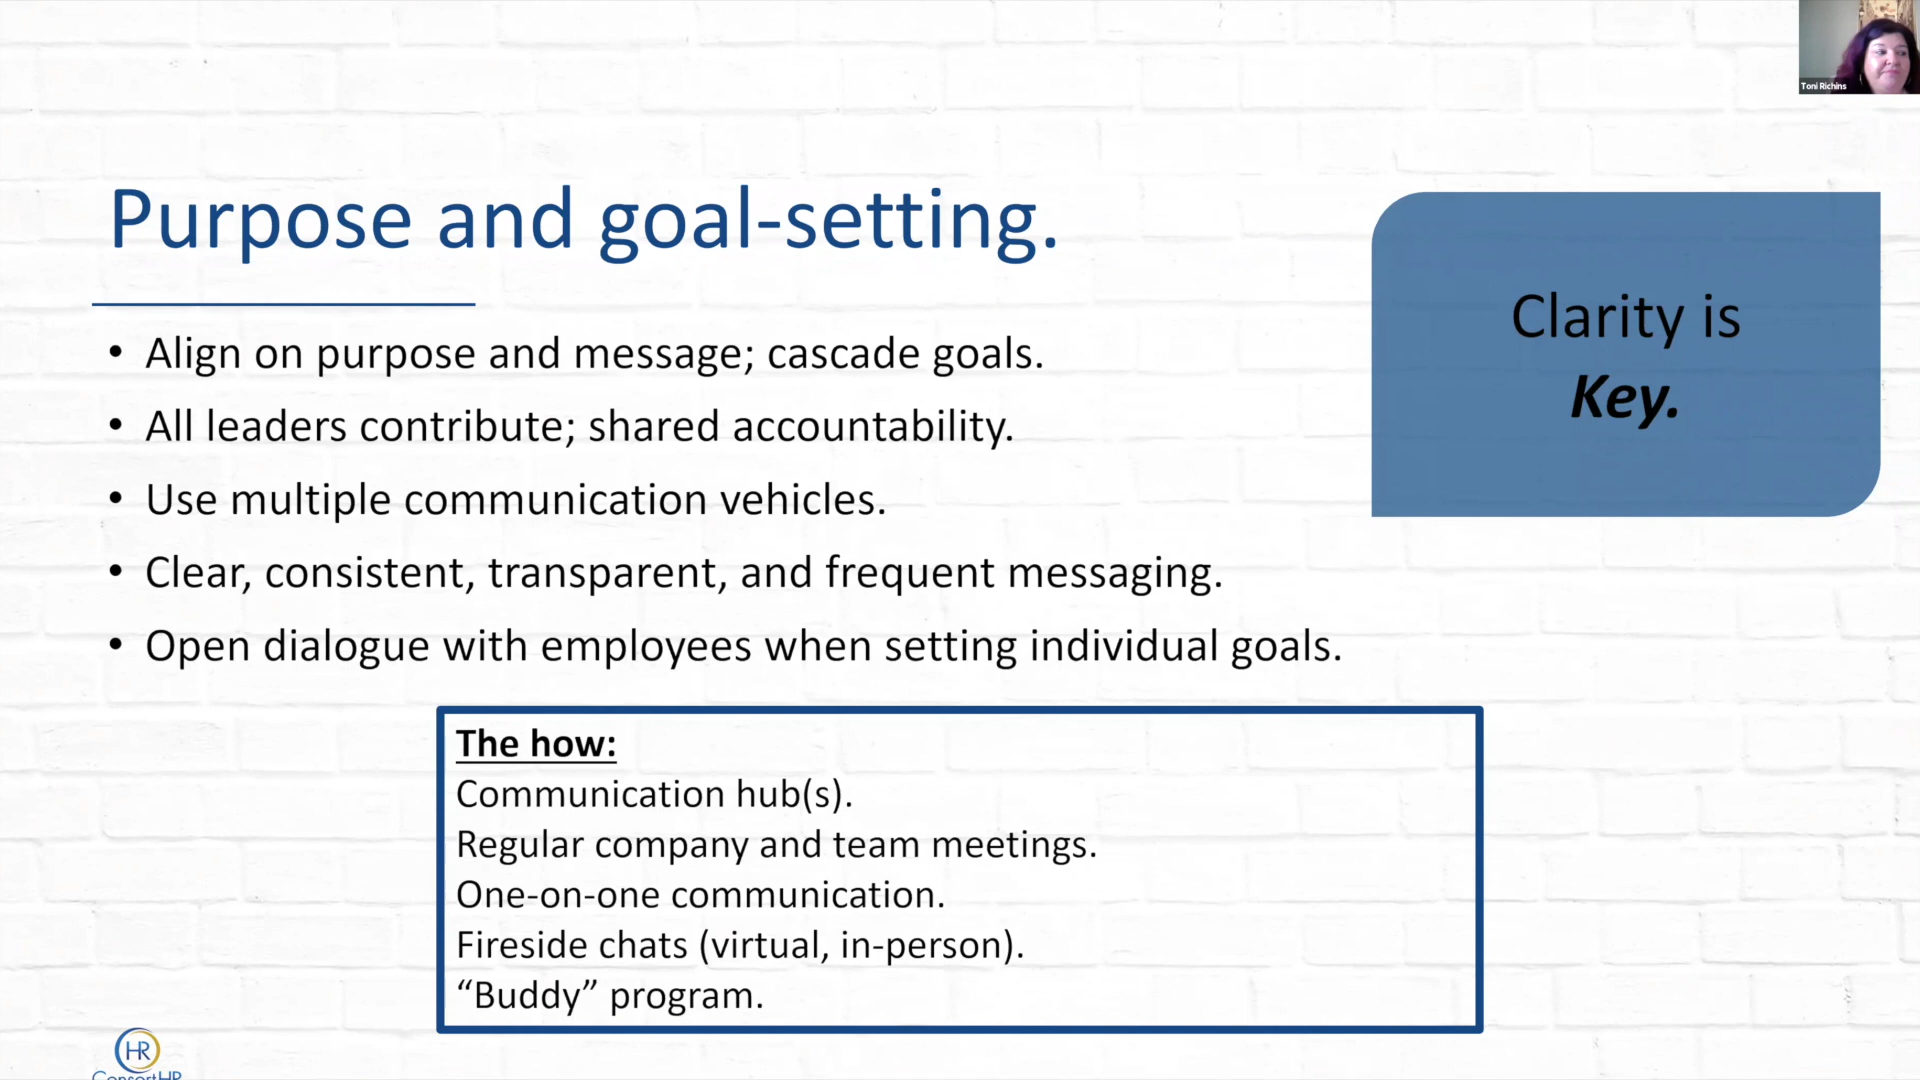 Toni Richins
Purpose and goal-setting.
• Align on purpose and message; cascade goals.
• All leaders contribute; shared accountability.
• Use multiple communication vehicles.
• Clear, consistent, transparent, and frequent messaging.
• Open dialogue with employees when setting individual goals.
Clarity is
Key.
The how:
Communication hub(s).
Regular company and team meetings.
One-on-one communication.
Fireside chats (virtual, in-person).
“Buddy” program.
HR
ConsortHR